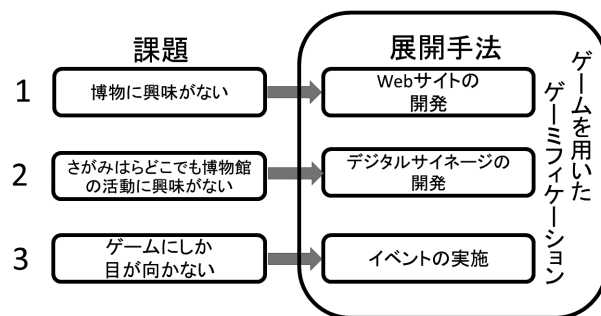 課題
展開手法
1
博物に興味がない
Webサイトの
開発
2
さがみはらどこでも博物館
の活動に興味がない
デジタルサイネージの
開発
3
ゲームにしか
目が向かない
イベントの実施
ゲームを用いた
ゲーミフィケーション